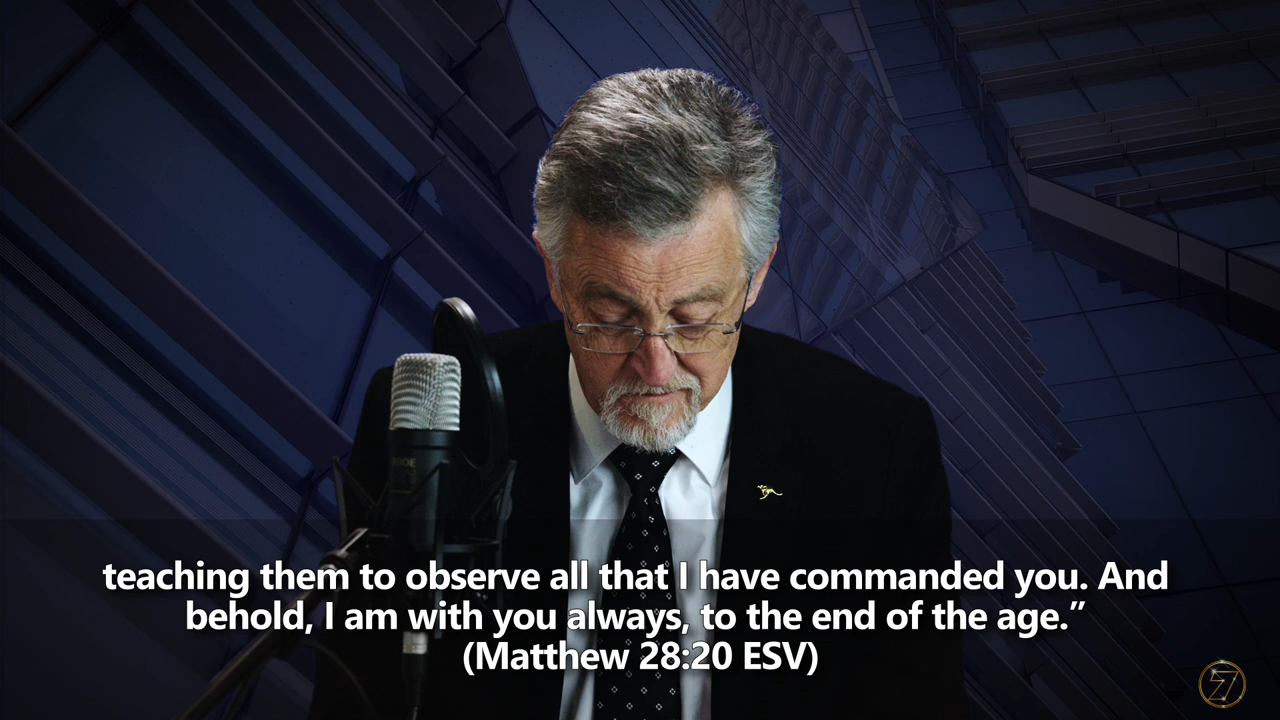 teaching them to observe all that I have commanded you. And
behold, I am with you always, to the end of the age.”
(Matthew 28:20 ESV)